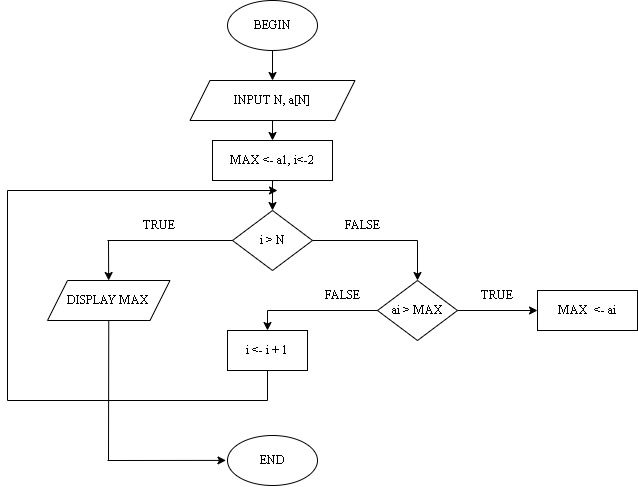 BEGIN
INPUT N, a[N]
MAX <- a1, i<-2
TRUE
FALSE
i > N
DISPLAY MAX
FALSE
TRUE
ai > MAX
MAX <- ai
i <- i + 1
END